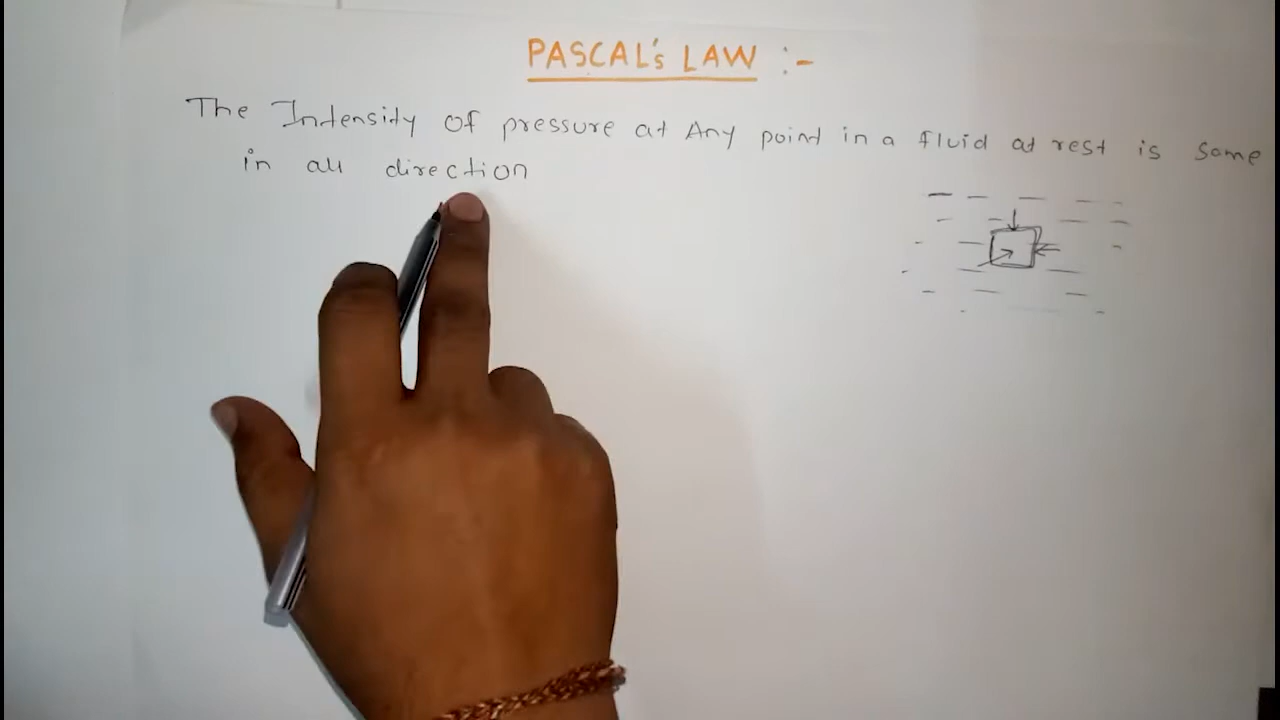 PASCAL's LAW :-
The Intensity of pressure at Any point in a fluid at rest is same
in all direction